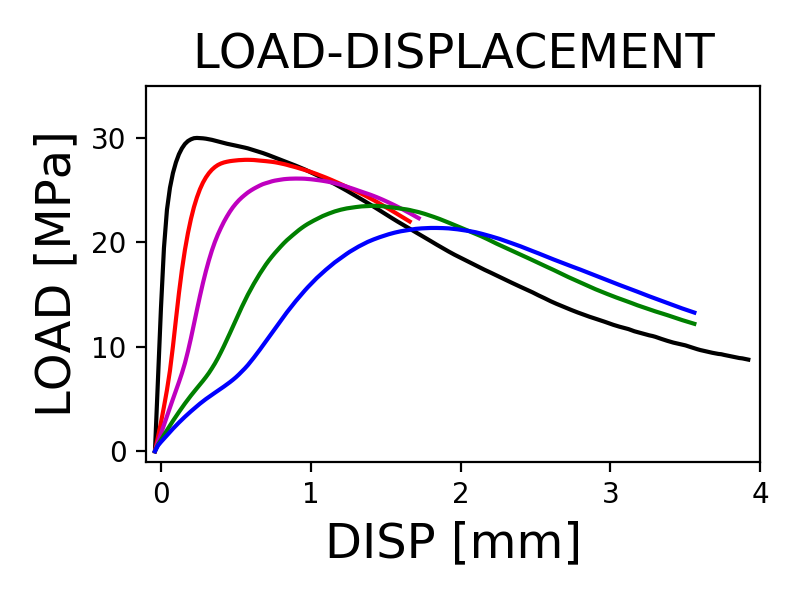 LOAD-DISPLACEMENT
LOAD [MPa]
30
20
10
0
0 1 2 3 4
DISP [mm]